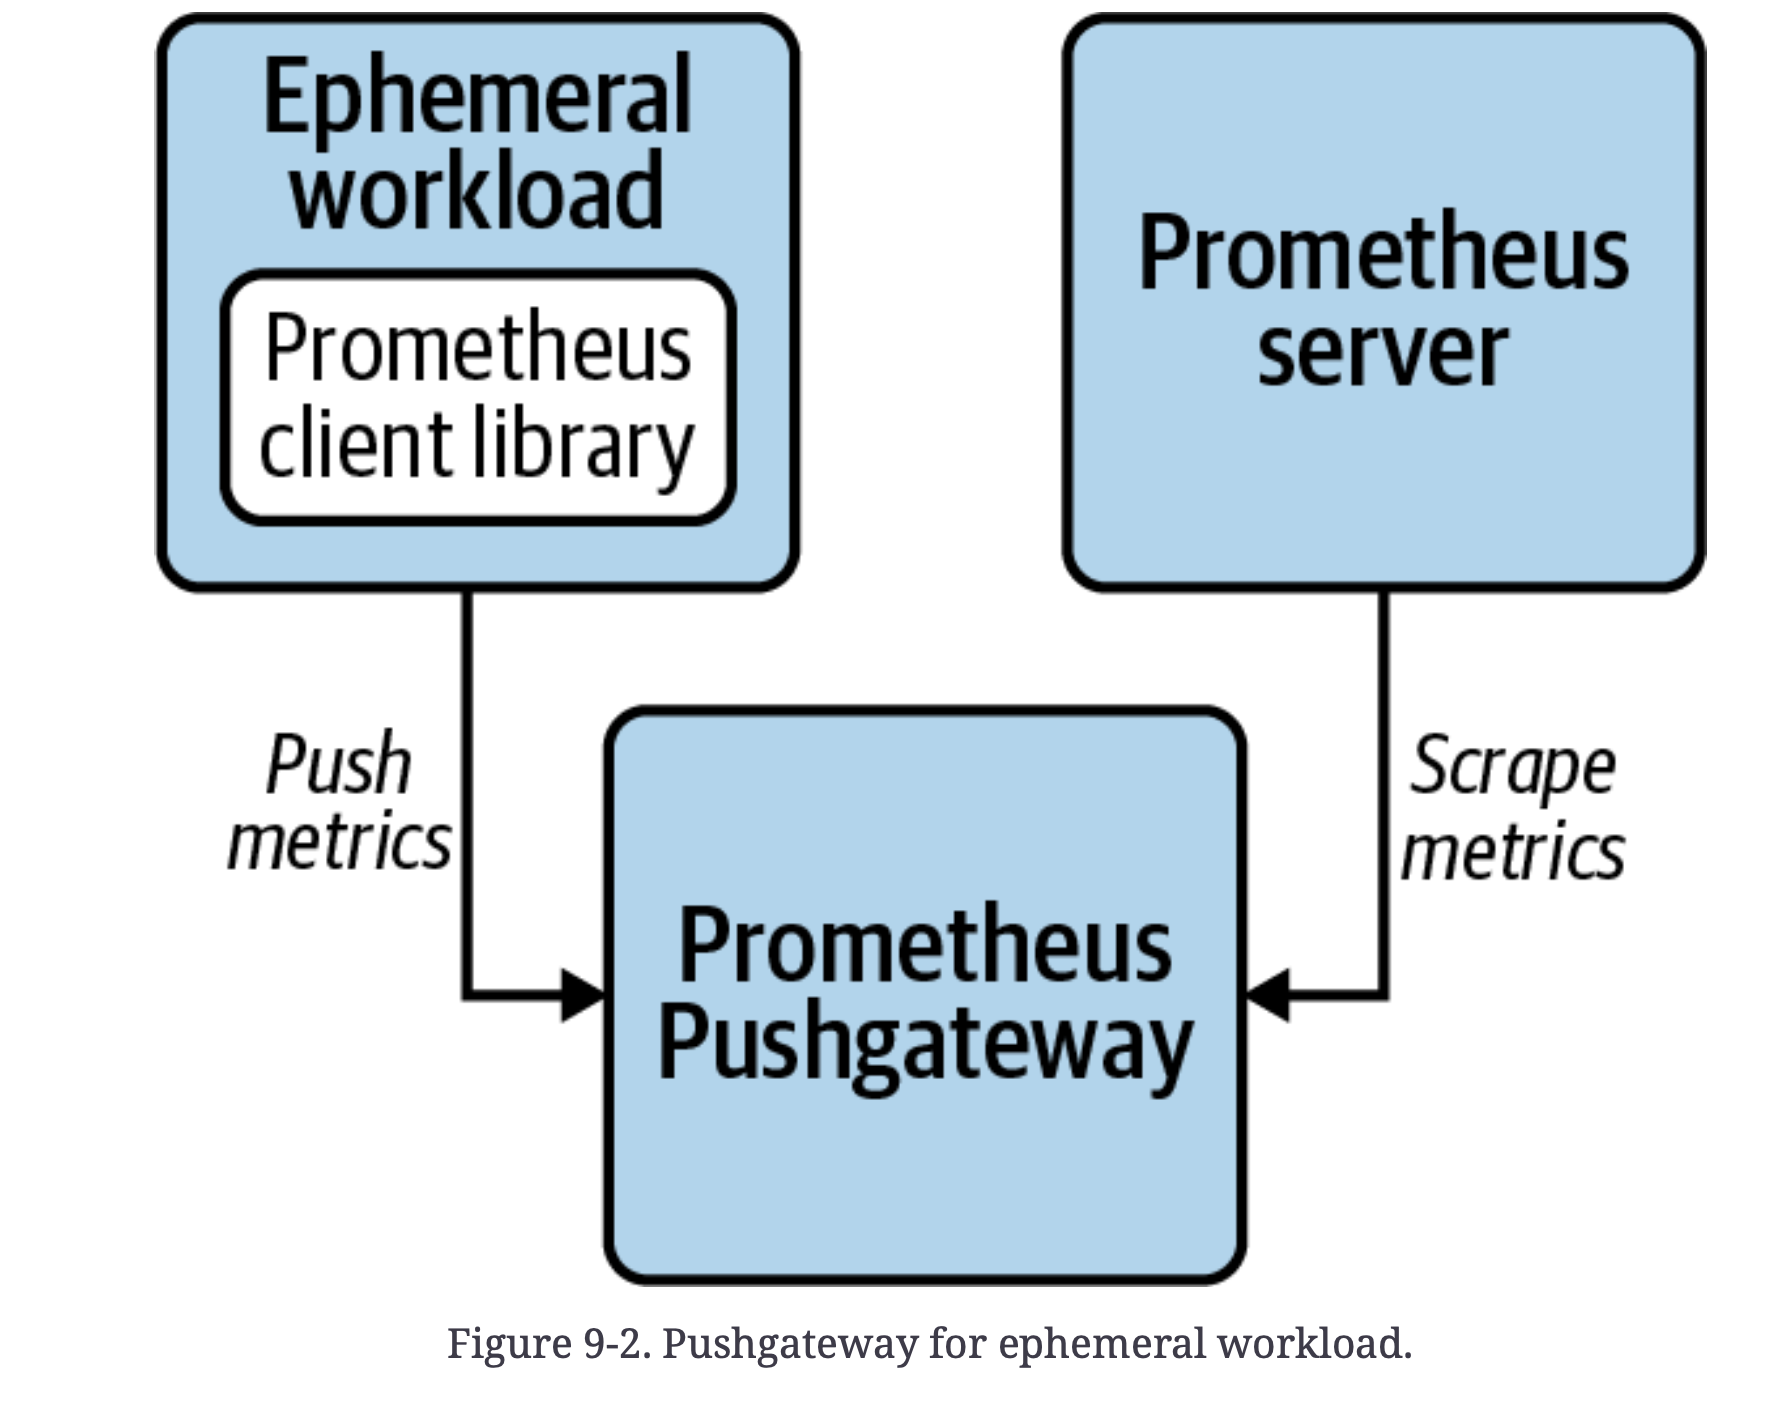 Ephemeral
workload
Prometheus
client library
Prometheus
server
Push
metrics
Scrape
metrics
Prometheus
Pushgateway
Figure 9-2. Pushgateway for ephemeral workload.